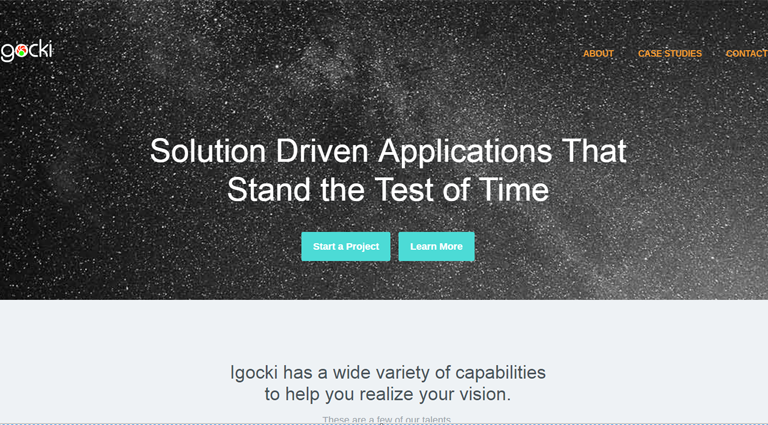 gocki
ABOUT CASE STUDIES CONTACT
Solution Driven Applications That
Stand the Test of Time
Start a Project Learn More
Igocki has a wide variety of capabilities
to help you realize your vision.
These are a few of our talents